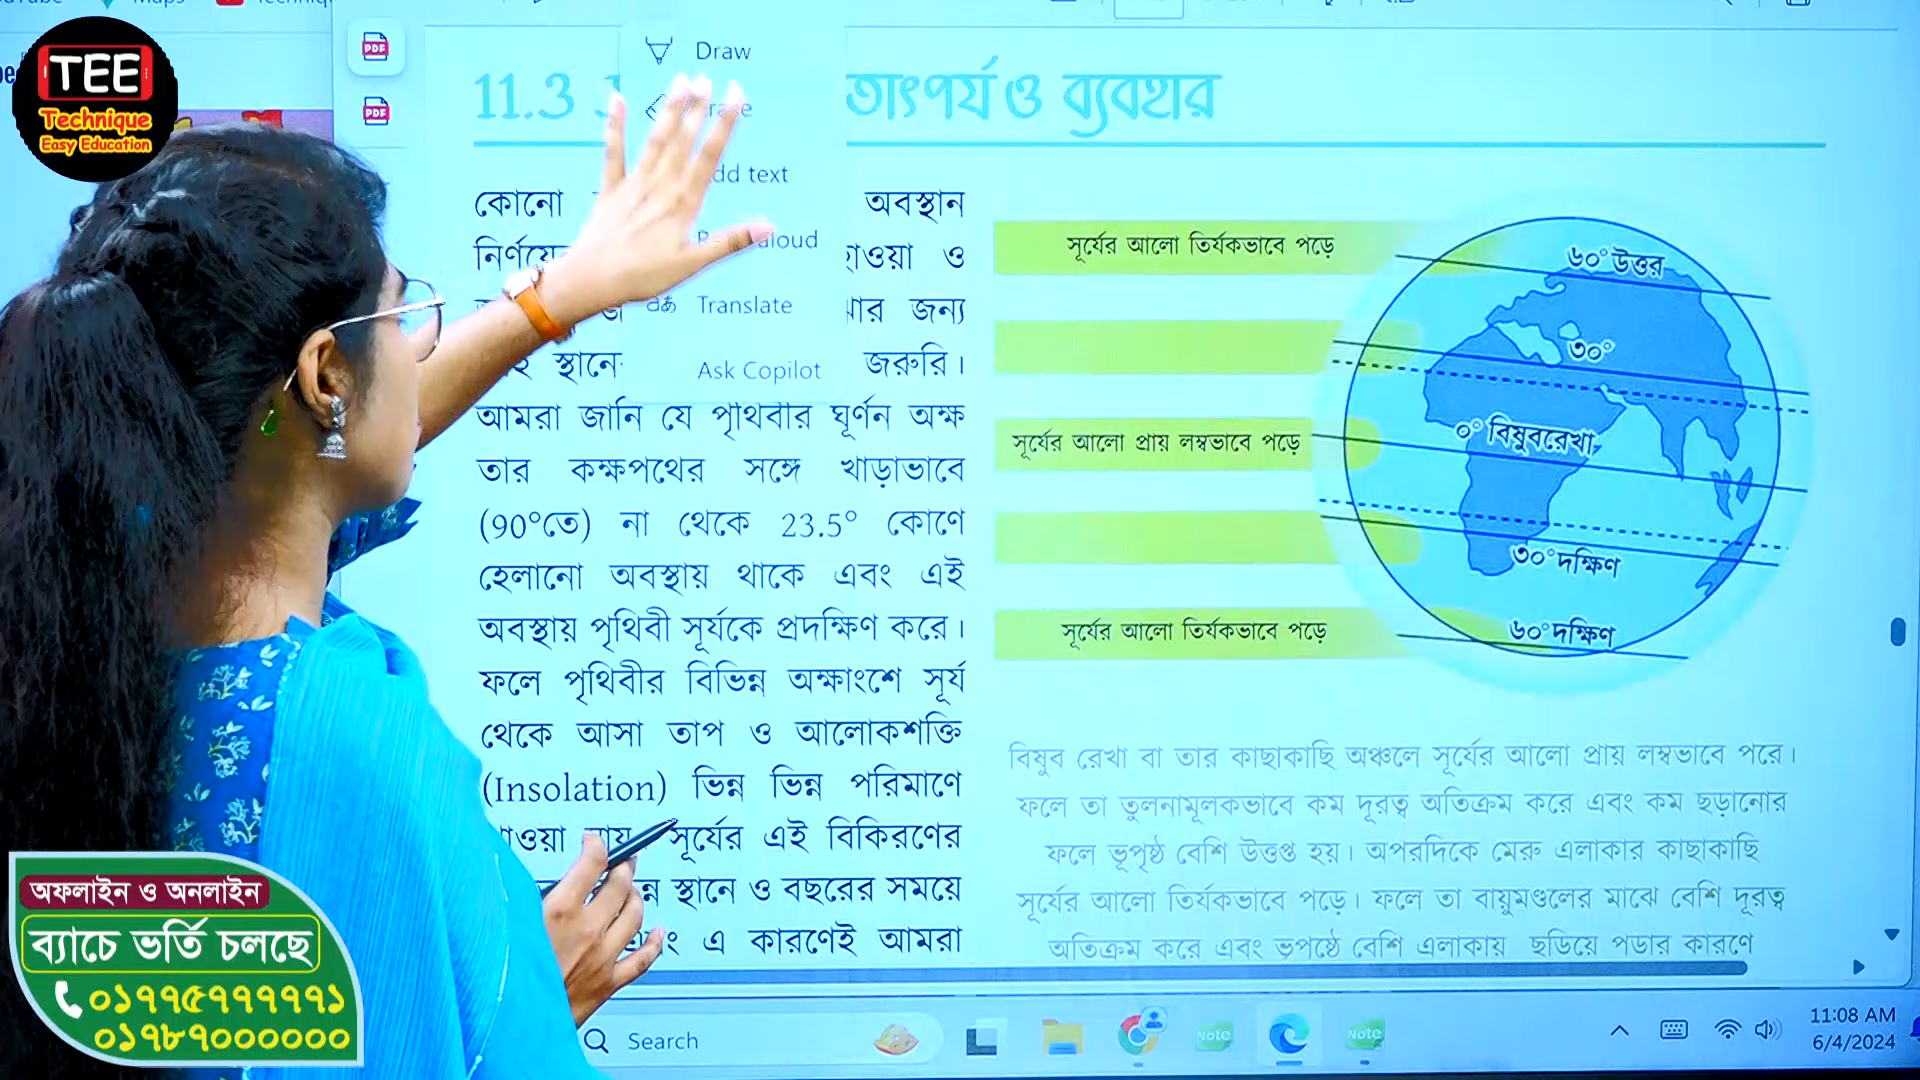 Maps
TEE
Technique
Easy Education
PDF
PDF
Draw
Translate
Ask Copilot
11.3
তাৎপর্য ও ব্যবহার
কোনো অবস্থান
হাওয়া ও
জন্য
স্থানে জরুরি।
আমরা জানি যে পৃথিবীর ঘূর্ণন অক্ষ
তার কক্ষপথের সঙ্গে খাড়াভাবে
(90°তে) না থেকে 23.5° কোণে
হেলানো অবস্থায় থাকে এবং এই
অবস্থায় পৃথিবী সূর্যকে প্রদক্ষিণ করে।
ফলে পৃথিবীর বিভিন্ন অক্ষাংশে সূর্য
থেকে আসা তাপ ও আলোকশক্তি
(Insolation) ভিন্ন ভিন্ন পরিমাণে
সূর্যের এই বিকিরণের
স্থানে ও বছরের সময়ে
এ কারণেই আমরা
সূর্যের আলো তির্যকভাবে পড়ে
সূর্যের আলো প্রায় লম্বভাবে পড়ে
সূর্যের আলো তির্যকভাবে পড়ে
৬০° উত্তর
৩০°
০° বিষুবরেখা
৩০° দক্ষিণ
৬০° দক্ষিণ
বিষুব রেখা বা তার কাছাকাছি অঞ্চলে সূর্যের আলো প্রায় লম্বভাবে পরে।
ফলে তা তুলনামূলকভাবে কম দূরত্ব অতিক্রম করে এবং কম ছড়ানোর
ফলে ভূপৃষ্ঠ বেশি উত্তপ্ত হয়। অপরদিকে মেরু এলাকার কাছাকাছি
সূর্যের আলো তির্যকভাবে পড়ে। ফলে তা বায়ুমণ্ডলের মাঝে বেশি দূরত্ব
অতিক্রম করে এবং ভূপৃষ্ঠে বেশি এলাকায় ছড়িয়ে পড়ার কারণে
অফলাইন ও অনলাইন
ব্যাচে ভর্তি চলছে
০১৭৭৫৭৭৭৭৭১
০১৭৮৭০০০০০০
Search
Note
Note
11:08 AM
6/4/2024